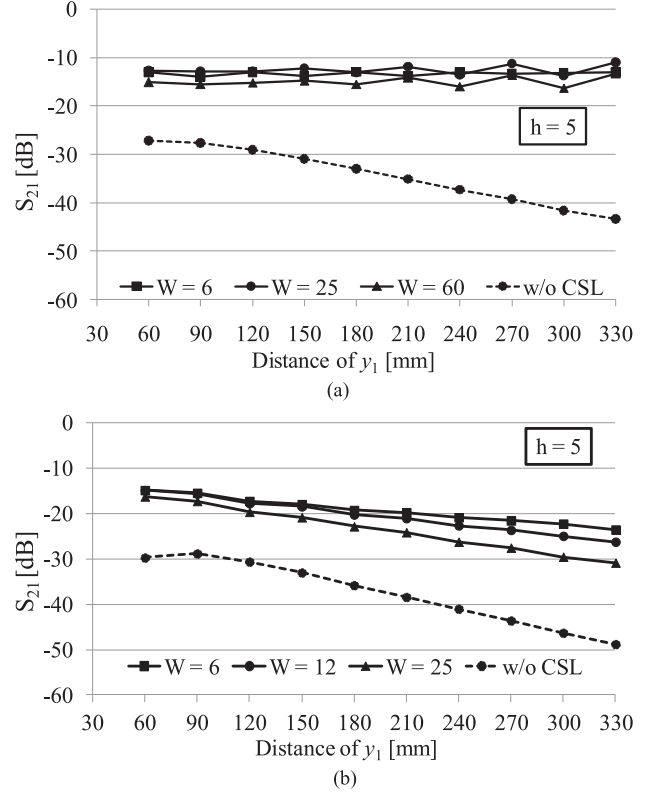 0
-10
-20
-30
-40
-50
-60
S21 [dB]
h = 5
W = 6 W = 25 W = 60 w/o CSL
30 60 90 120 150 180 210 240 270 300 330
Distance of y1 [mm]
(a)
0
-10
-20
-30
-40
-50
-60
S21 [dB]
h = 5
W = 6 W = 12 W = 25 w/o CSL
30 60 90 120 150 180 210 240 270 300 330
Distance of y1 [mm]
(b)